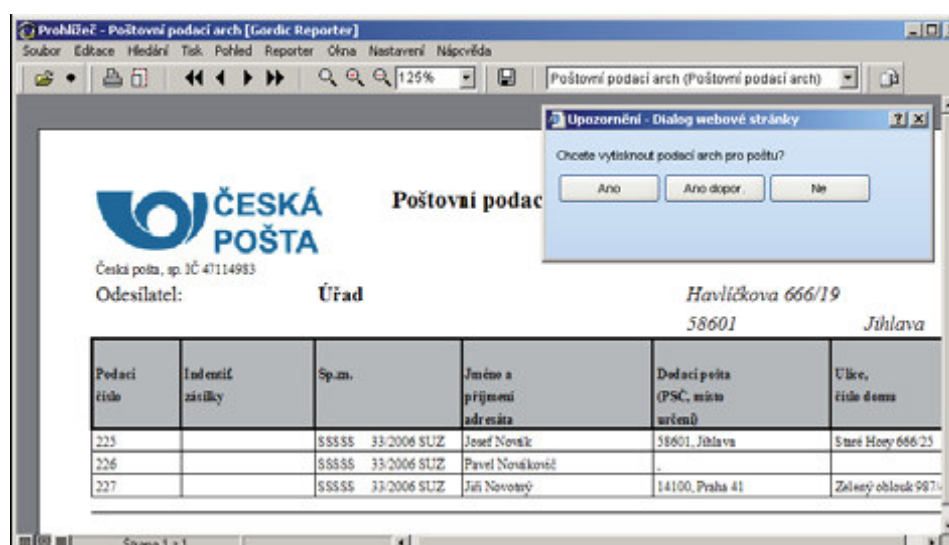 Prohlížeč - Poštovní podací arch [Gordic Reporter]
Soubor Editace Hledání Tisk Pohled Reporter Okna Nastavení Nápověda
125% Poštovní podací arch (Poštovní podací arch)
Upozornění - Dialog webové stránky
Chcete vytisknout podací arch pro poštu?
Ano Ano dopor. Ne
ČESKÁ
POŠTA
Poštovní podac
Česká pošta, sp. IČ 47114983
Odesílatel: Úřad Havlíčkova 666/19
58601 Jihlava
Podací Indentif. Sp.zn. Jméno a Dodací pošta Ulice,
číslo zásilky příjmení (PSČ, místo číslo domu
adresáta určení)
225 SSSSS 33/2006 SUZ Josef Novák 58601, Jihlava Staré Hory 666/25
226 SSSSS 33/2006 SUZ Pavel Novákovič ,
227 SSSSS 33/2006 SUZ Jiří Novotný 14100, Praha 41 Zelený oblouk 987/
Strana 1 z 1